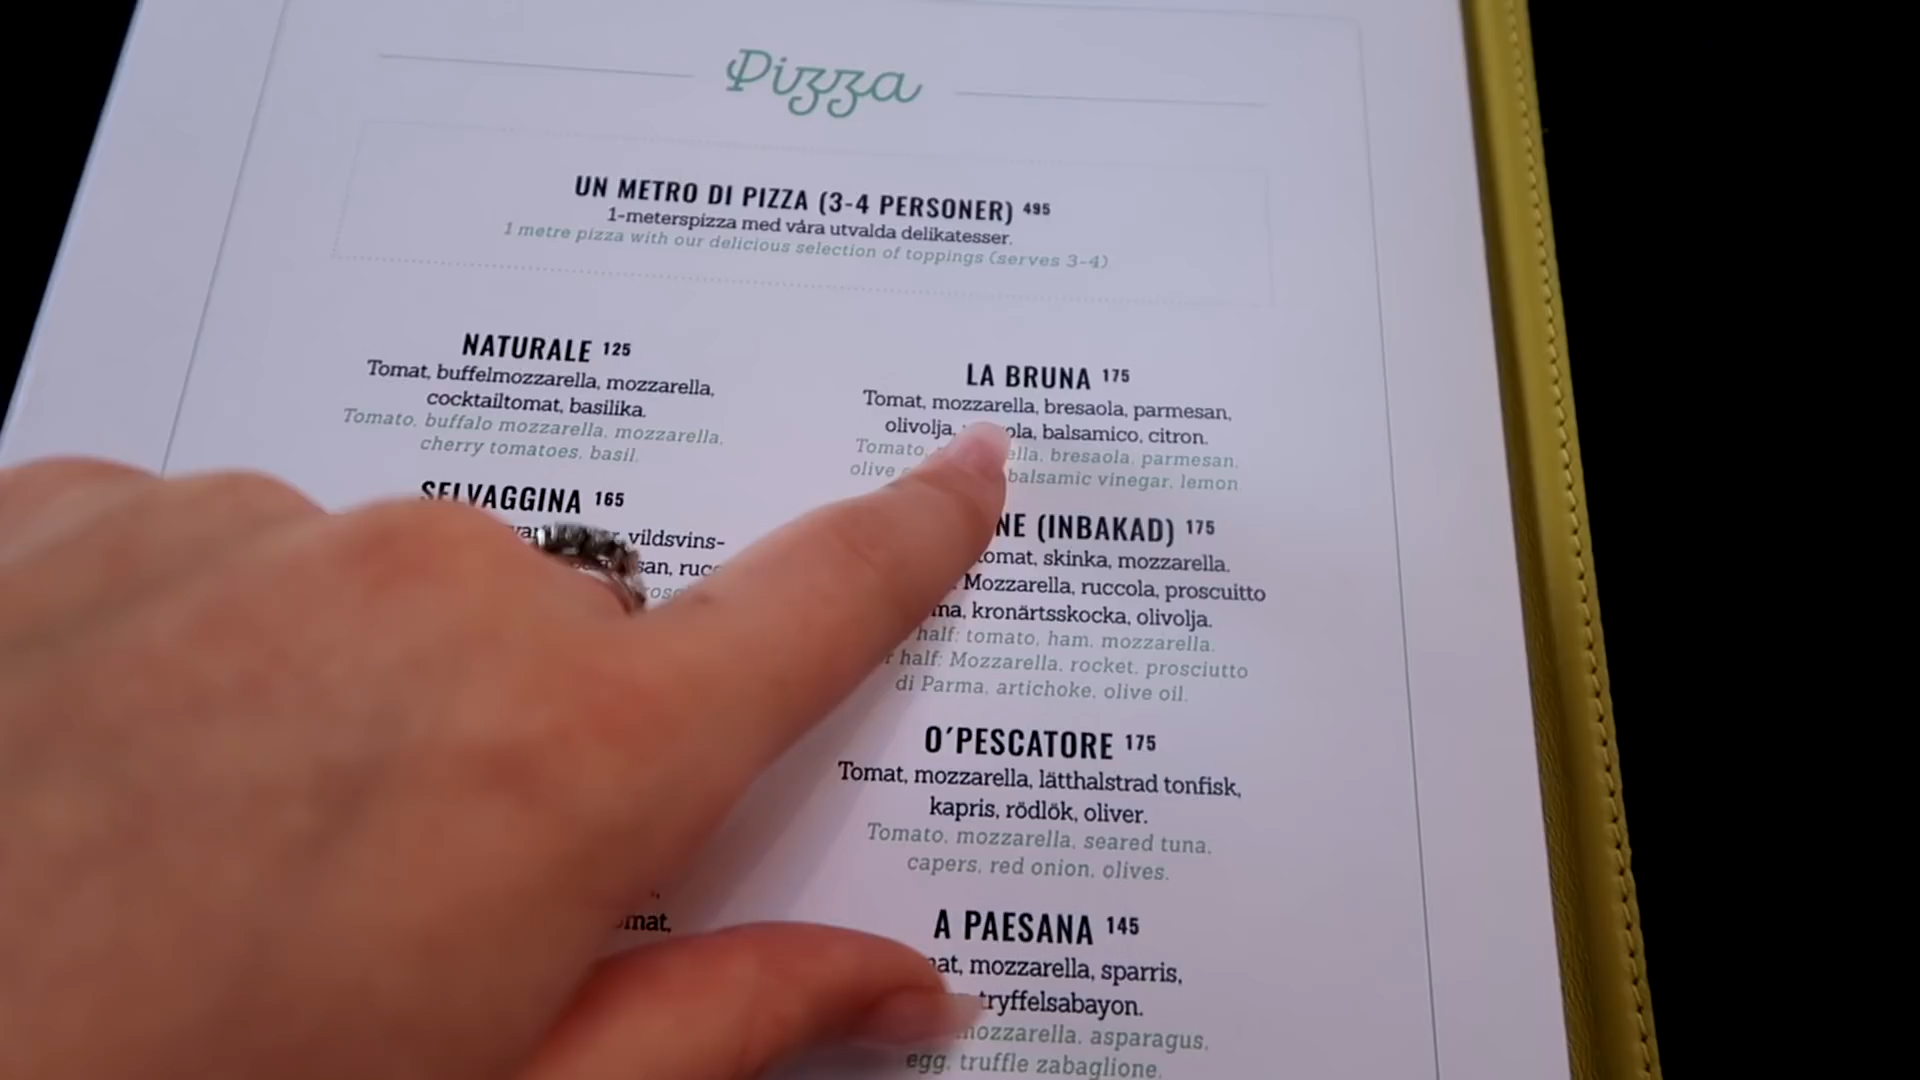 Pizza
UN METRO DI PIZZA (3-4 PERSONER) 495
1-meterspizza med våra utvalda delikatesser.
1 metre pizza with our delicious selection of toppings (serves 3-4)
NATURALE 125
Tomat, buffelmozzarella, mozzarella,
cocktailtomat, basilika.
Tomato, buffalo mozzarella, mozzarella,
cherry tomatoes, basil.
SELVAGGINA 165
vildsvins-
mat,
LA BRUNA 175
Tomat, mozzarella, bresaola, parmesan,
olivolja, balsamico, citron.
Tomato, bresaola, parmesan,
olive balsamic vinegar, lemon
(INBAKAD) 175
tomat, skinka, mozzarella.
Mozzarella, ruccola, proscuitto
kronärtsskocka, olivolja.
half: tomato, ham, mozzarella.
half: Mozzarella, rocket, prosciutto
di Parma, artichoke, olive oil.
O´PESCATORE 175
Tomat, mozzarella, lätthalstrad tonfisk,
kapris, rödlök, oliver.
Tomato, mozzarella, seared tuna,
capers, red onion, olives.
A PAESANA 145
mozzarella, sparris,
tryffelsabayon.
mozzarella, asparagus,
egg, truffle zabaglione.